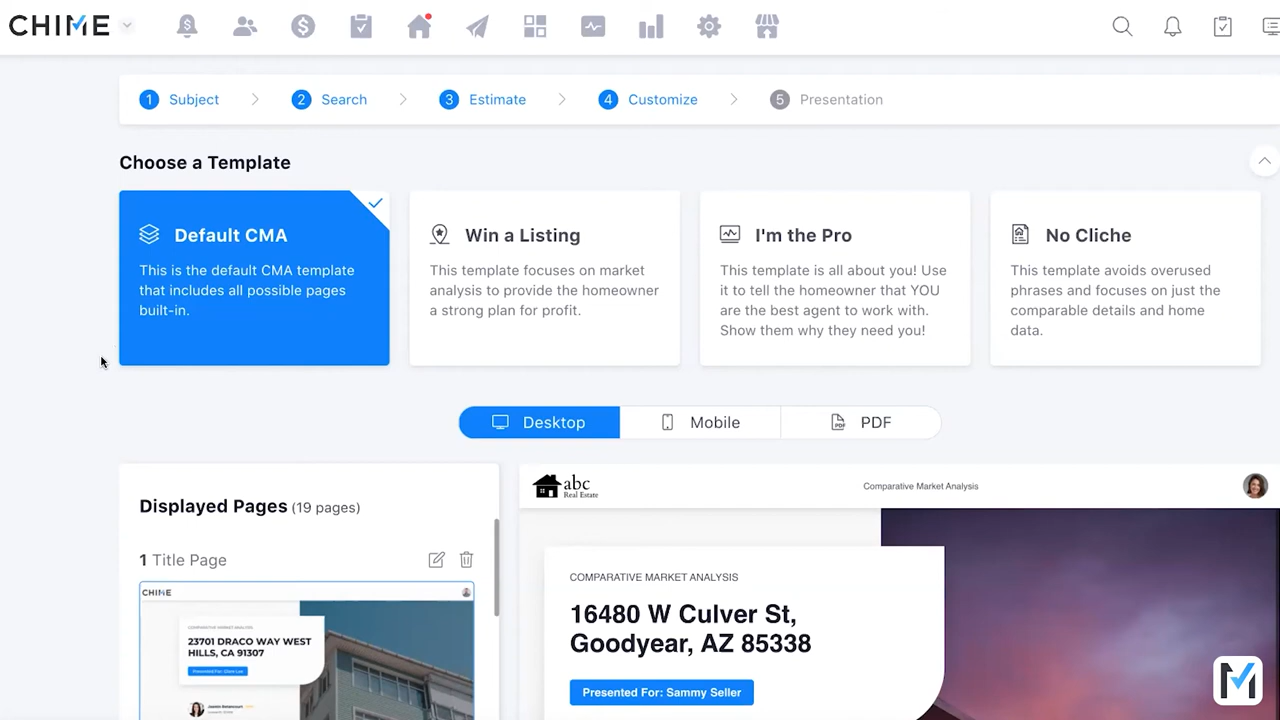 CHIME
1 Subject
2 Search
3 Estimate
4 Customize
5 Presentation
Choose a Template
Default CMA
This is the default CMA template
that includes all possible pages
built-in.
Win a Listing
This template focuses on market
analysis to provide the homeowner
a strong plan for profit.
I'm the Pro
This template is all about you! Use
it to tell the homeowner that YOU
are the best agent to work with.
Show them why they need you!
No Cliche
This template avoids overused
phrases and focuses on just the
comparable details and home
data.
Desktop
Mobile
PDF
Displayed Pages (19 pages)
1 Title Page
CHIME
COMPARATIVE MARKET ANALYSIS
23701 DRACO WAY WEST
HILLS, CA 91307
abc
Real Estate
Comparative Market Analysis
COMPARATIVE MARKET ANALYSIS
16480 W Culver St,
Goodyear, AZ 85338
Presented For: Sammy Seller